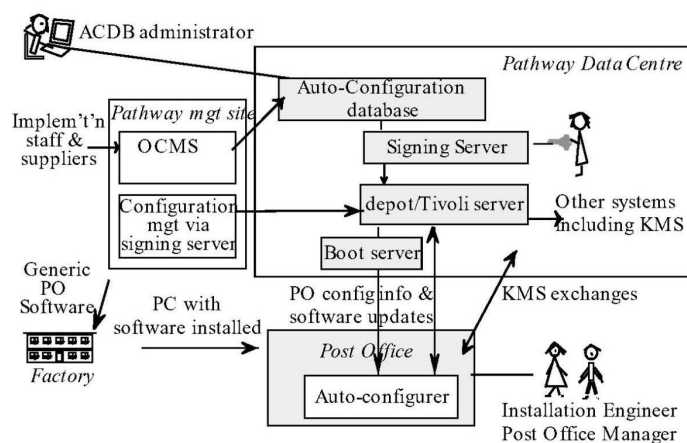 ACDB administrator
Pathway Data Centre
Pathway mgt site
Auto-Configuration
database
Implem't'n
staff &
suppliers
OCMS
Signing Server
Configuration
mgt via
signing server
depot/Tivoli server
Other systems
including KMS
Boot server
Generic
PO
Software
PC with
software installed
PO config info &
software updates
KMS exchanges
Factory
Post Office
Auto-configurer
Installation Engineer
Post Office Manager